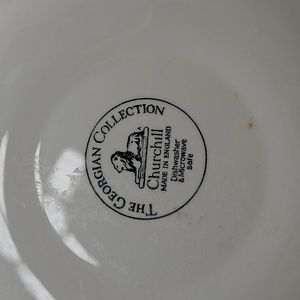 THE GEORGIAN COLLECTION
Churchill
MADE IN ENGLAND
Dishwasher
& Microwave
safe